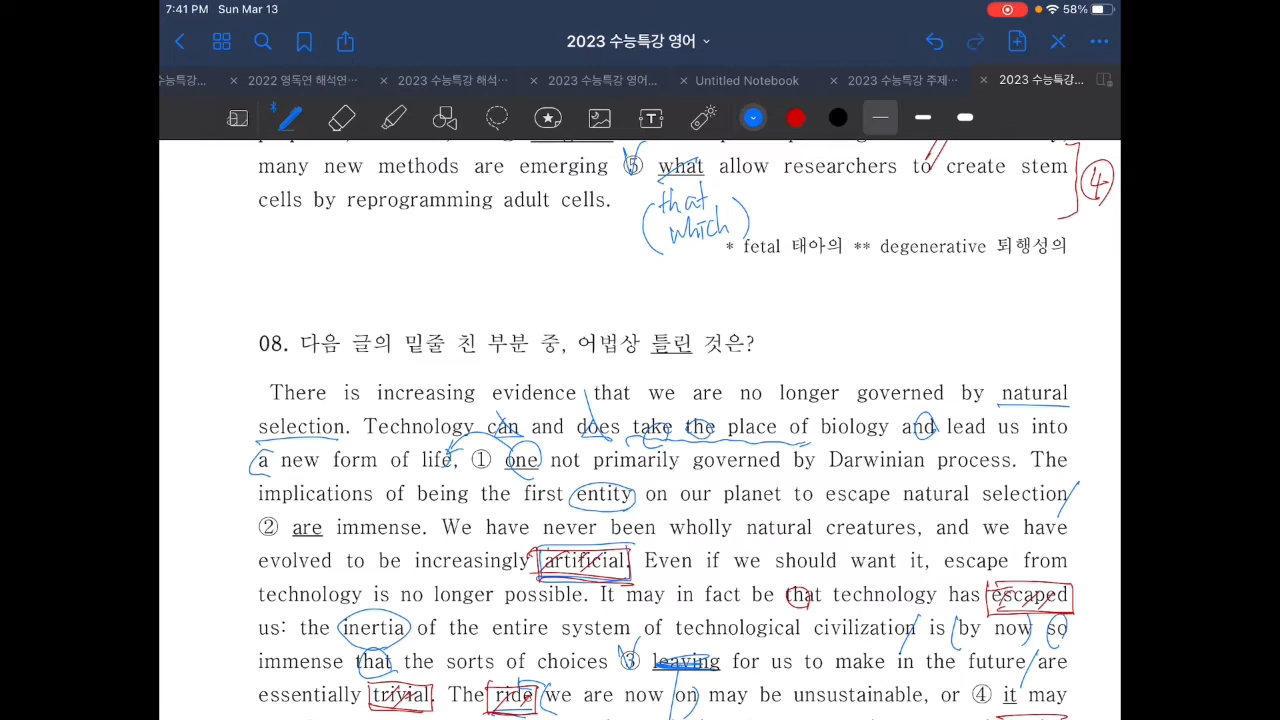 7:41 PM Sun Mar 13
58%
2023 수능특강 영어
수능특강...
2022 영독연 해석연...
2023 수능특강 해석...
2023 수능특강 영어...
Untitled Notebook
2023 수능특강 주제...
2023 수능특강...
many new methods are emerging ⑤ what allow researchers to create stem
cells by reprogramming adult cells.
④
that
which
* fetal 태아의 ** degenerative 퇴행성의
08. 다음 글의 밑줄 친 부분 중, 어법상 틀린 것은?
There is increasing evidence that we are no longer governed by natural
selection. Technology can and does take the place of biology and lead us into
a new form of life, ① one not primarily governed by Darwinian process. The
implications of being the first entity on our planet to escape natural selection
② are immense. We have never been wholly natural creatures, and we have
evolved to be increasingly artificial. Even if we should want it, escape from
technology is no longer possible. It may in fact be that technology has escaped
us: the inertia of the entire system of technological civilization is by now so
immense that the sorts of choices ③ leaving for us to make in the future are
essentially trivial. The ride we are now on may be unsustainable, or ④ it may